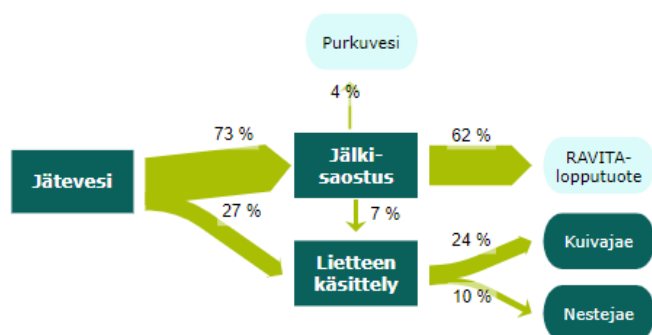 Purkuvesi
4 %
73 %
62 %
Jätevesi
Jälki-
saostus
RAVITA-
lopputuote
27 %
7 %
24 %
Kuivajae
Lietteen
käsittely
10 %
Nestejae